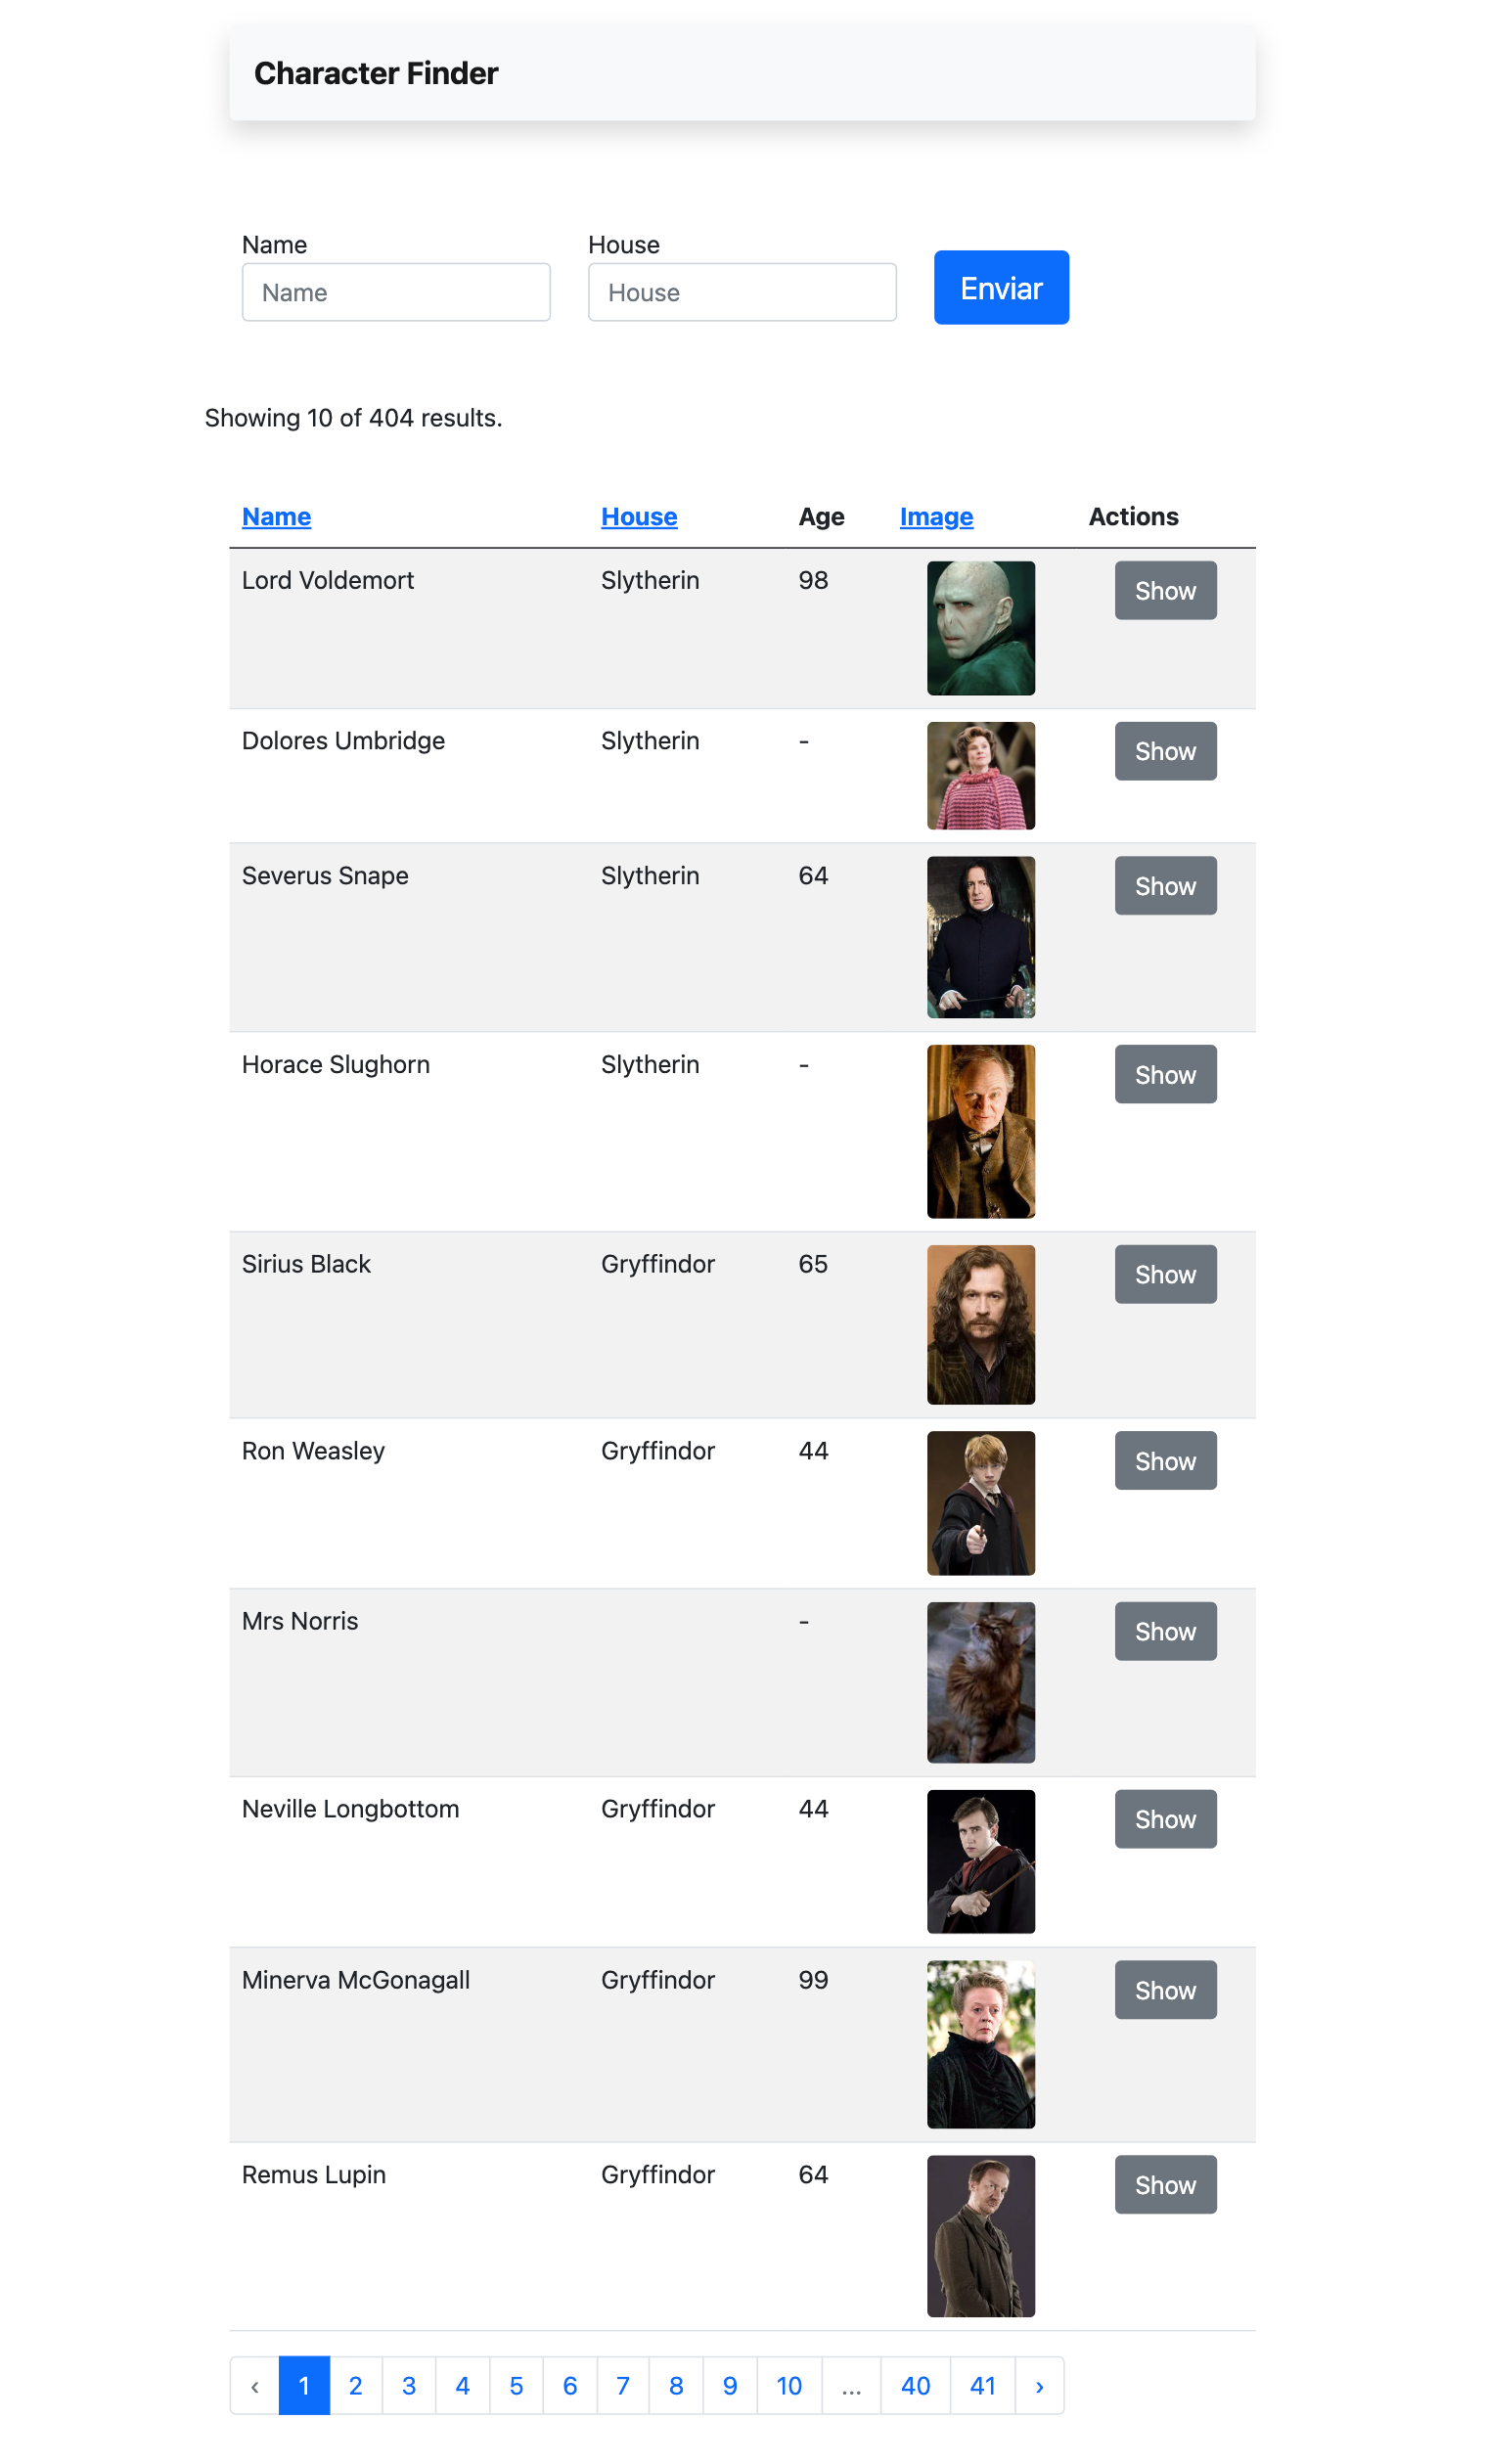 Character Finder
Name House
Name House Enviar
Showing 10 of 404 results.
Name House Age Image Actions
Lord Voldemort Slytherin 98 Show
Dolores Umbridge Slytherin - Show
Severus Snape Slytherin 64 Show
Horace Slughorn Slytherin - Show
Sirius Black Gryffindor 65 Show
Ron Weasley Gryffindor 44 Show
Mrs Norris - Show
Neville Longbottom Gryffindor 44 Show
Minerva McGonagall Gryffindor 99 Show
Remus Lupin Gryffindor 64 Show
‹ 1 2 3 4 5 6 7 8 9 10 ... 40 41 ›